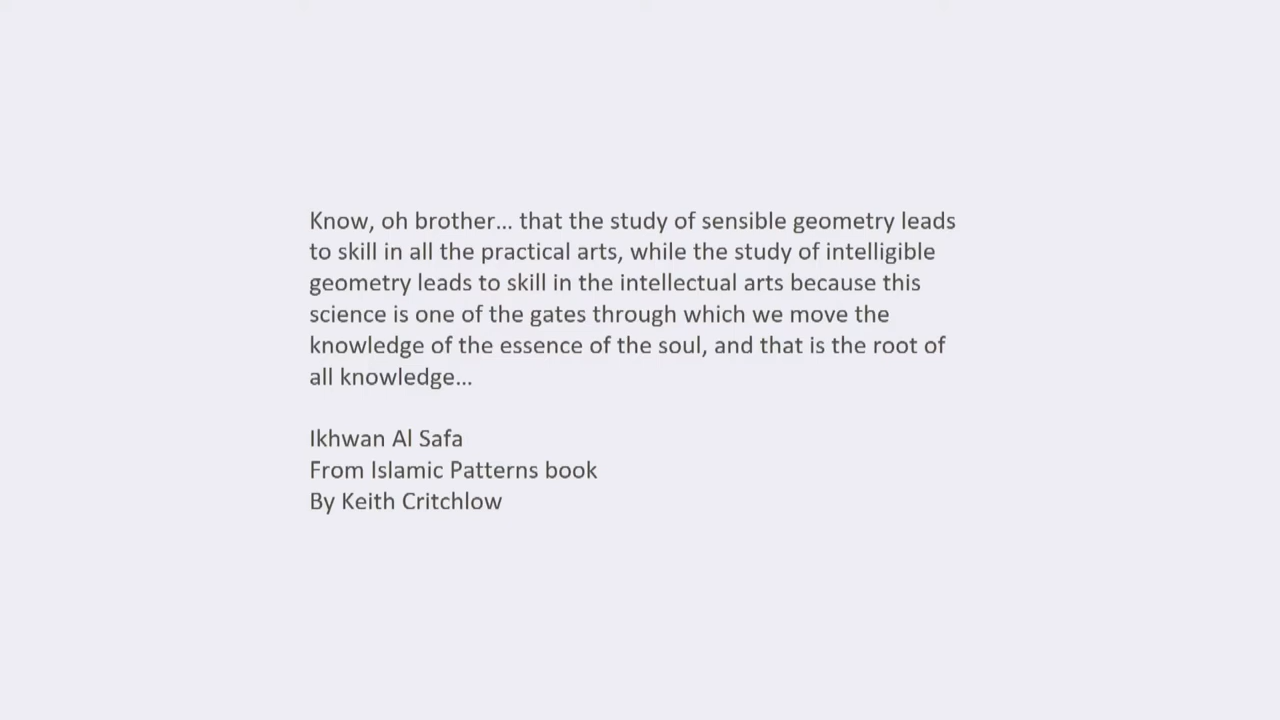 Know, oh brother... that the study of sensible geometry leads
to skill in all the practical arts, while the study of intelligible
geometry leads to skill in the intellectual arts because this
science is one of the gates through which we move the
knowledge of the essence of the soul, and that is the root of
all knowledge...
Ikhwan Al Safa
From Islamic Patterns book
By Keith Critchlow